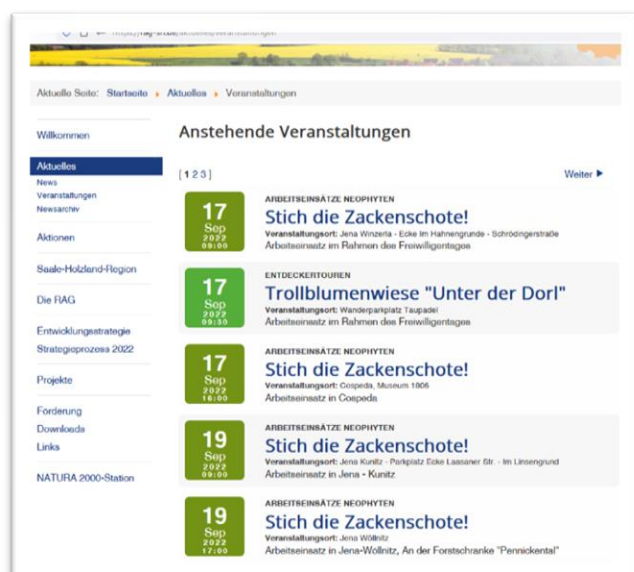 Aktuelle Seite: Startseite Aktuelles Veranstaltungen
Willkommen
Aktuelles
News
Veranstaltungen
Newsarchiv
Aktionen
Saale-Holzland-Region
Die RAG
Entwicklungsstrategie
Strategieprozess 2022
Projekte
Förderung
Downloads
Links
NATURA 2000-Station
Anstehende Veranstaltungen
[ 1 2 3 ] Weiter
17
Sep
2022
09:00
ARBEITSEINSÄTZE NEOPHYTEN
Stich die Zackenschote!
Veranstaltungsort: Jena Winzerla - Ecke Im Hahnengrunde - Schrödingerstraße
Arbeitseinsatz im Rahmen des Freiwilligentages
17
Sep
2022
09:30
ENTDECKERTOUREN
Trollblumenwiese "Unter der Dorl"
Veranstaltungsort: Wanderparkplatz Taupadel
Arbeitseinsatz im Rahmen des Freiwilligentages
17
Sep
2022
16:00
ARBEITSEINSÄTZE NEOPHYTEN
Stich die Zackenschote!
Veranstaltungsort: Cospeda, Museum 1806
Arbeitseinsatz in Cospeda
19
Sep
2022
09:00
ARBEITSEINSÄTZE NEOPHYTEN
Stich die Zackenschote!
Veranstaltungsort: Jena Kunitz - Parkplatz Ecke Laasaner Str. - Im Linsengrund
Arbeitseinsatz in Jena - Kunitz
19
Sep
2022
17:00
ARBEITSEINSÄTZE NEOPHYTEN
Stich die Zackenschote!
Veranstaltungsort: Jena Wöllnitz
Arbeitseinsatz in Jena-Wöllnitz, An der Forstschranke "Pennickental"